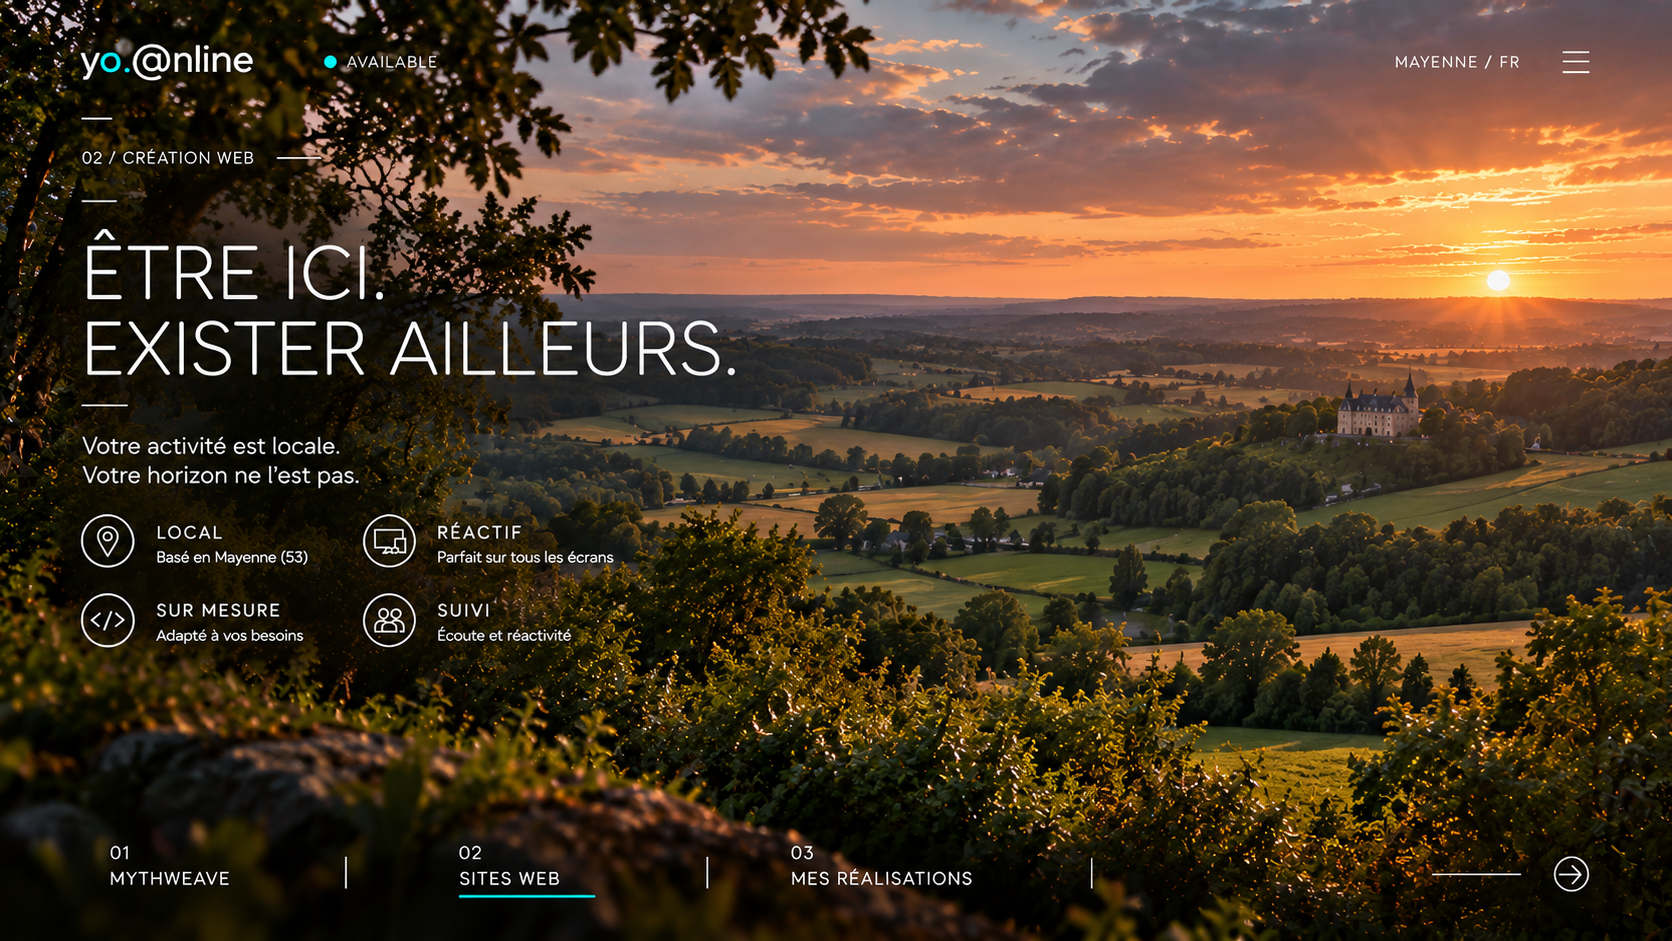 yo.@nline
AVAILABLE
MAYENNE / FR
02 / CRÉATION WEB
ÊTRE ICI.
EXISTER AILLEURS.
Votre activité est locale.
Votre horizon ne l’est pas.
LOCAL
Basé en Mayenne (53)
RÉACTIF
Parfait sur tous les écrans
</>
SUR MESURE
Adapté à vos besoins
SUIVI
Écoute et réactivité
01
MYTHWEAVE
02
SITES WEB
03
MES RÉALISATIONS